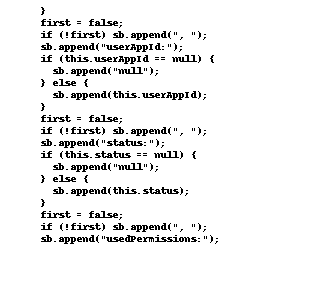 }
first = false;
if (!first) sb.append(", ");
sb.append("userAppId:");
if (this.userAppId == null) {
sb.append("null");
} else {
sb.append(this.userAppId);
}
first = false;
if (!first) sb.append(", ");
sb.append("status:");
if (this.status == null) {
sb.append("null");
} else {
sb.append(this.status);
}
first = false;
if (!first) sb.append(", ");
sb.append("usedPermissions:");